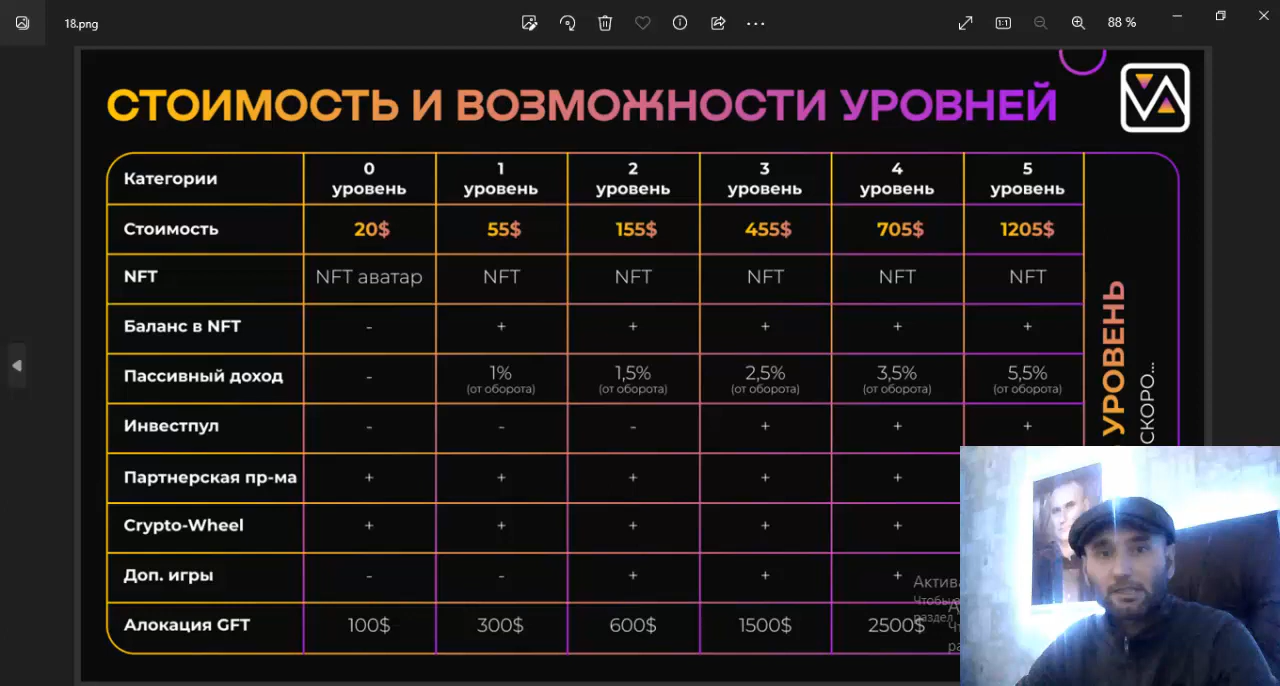 18.png
88 %
СТОИМОСТЬ И ВОЗМОЖНОСТИ УРОВНЕЙ
Категории 0 уровень 1 уровень 2 уровень 3 уровень 4 уровень 5 уровень
Стоимость 20$ 55$ 155$ 455$ 705$ 1205$
NFT NFT аватар NFT NFT NFT NFT NFT
Баланс в NFT - + + + + +
Пассивный доход - 1% (от оборота) 1,5% (от оборота) 2,5% (от оборота) 3,5% (от оборота) 5,5% (от оборота)
Инвестпул - - - + + +
Партнерская пр-ма + + + + +
Crypto-Wheel + + + + +
Доп. игры - - + + +
Алокация GFT 100$ 300$ 600$ 1500$ 2500$
УРОВЕНЬ
СКОРО...